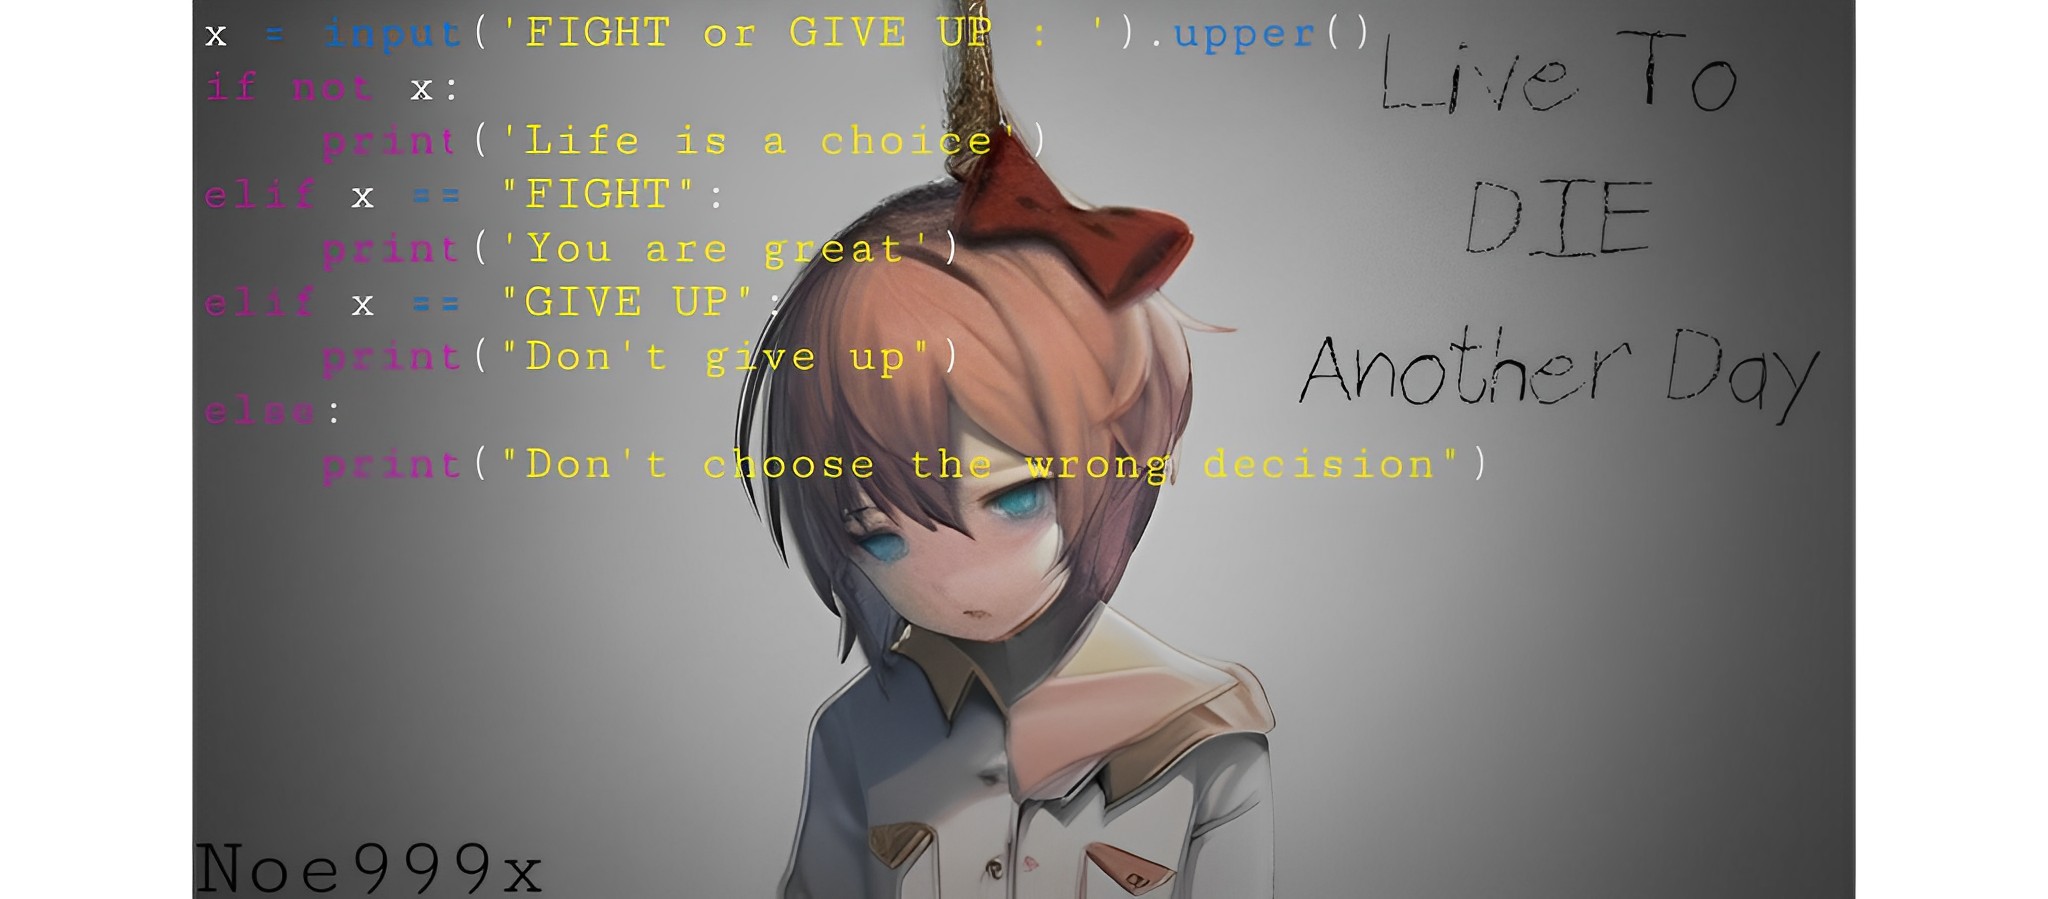 x = input('FIGHT or GIVE UP : ').upper()
if not x:
    print('Life is a choice')
elif x == "FIGHT":
    print('You are great')
elif x == "GIVE UP":
    print("Don't give up")
else:
    print("Don't choose the wrong decision")
Live To
DIE
Another Day
Noe999x